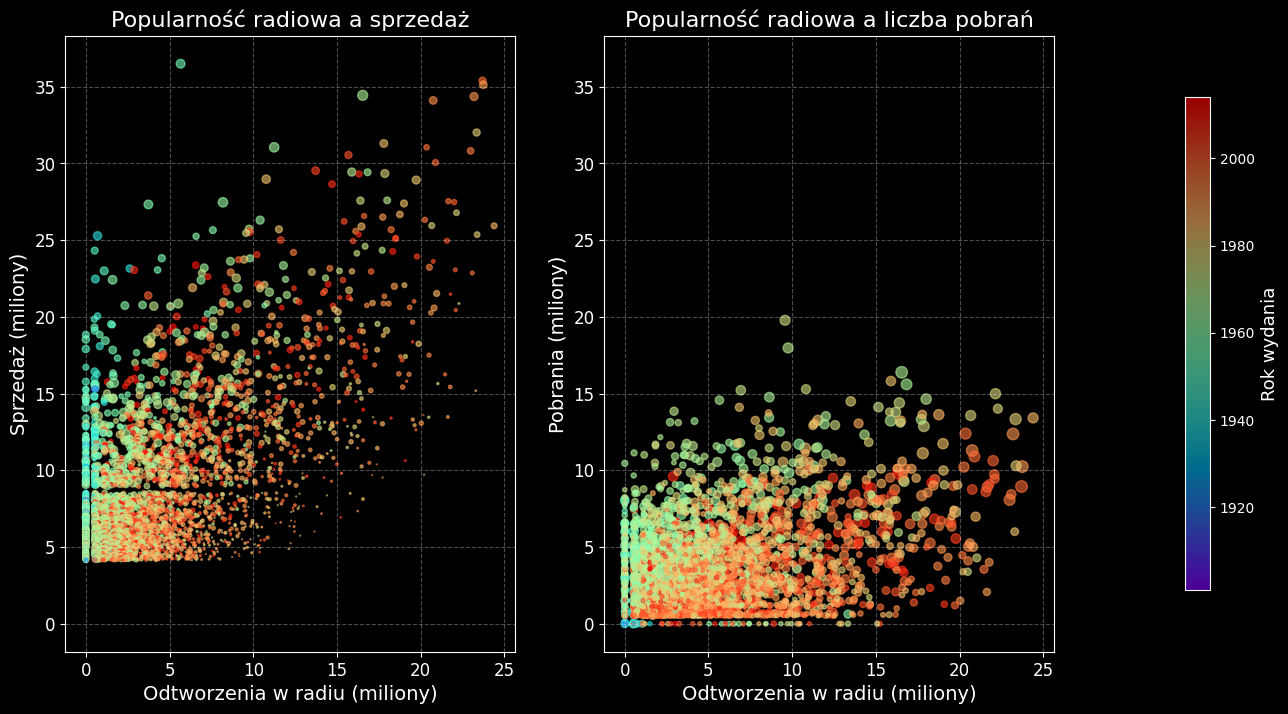 Popularność radiowa a sprzedaż
Sprzedaż (miliony)
35
30
25
20
15
10
5
0
0 5 10 15 20 25
Odtworzenia w radiu (miliony)
Popularność radiowa a liczba pobrań
Pobrania (miliony)
35
30
25
20
15
10
5
0
0 5 10 15 20 25
Odtworzenia w radiu (miliony)
2000
1980
1960
1940
1920
Rok wydania